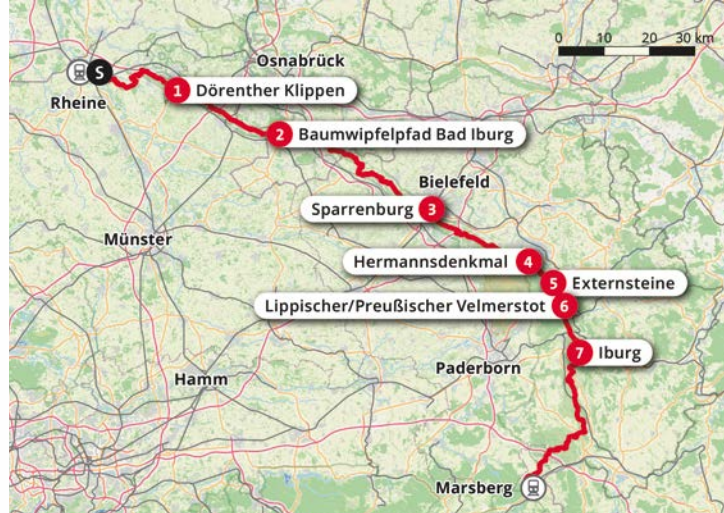 Osnabrück
0 10 20 30 km
S
Rheine
1 Dörenther Klippen
2 Baumwipfelpfad Bad Iburg
Bielefeld
Sparrenburg 3
Münster
Hermannsdenkmal 4
5 Externsteine
Lippischer/Preußischer Velmerstot 6
7 Iburg
Paderborn
Hamm
Marsberg